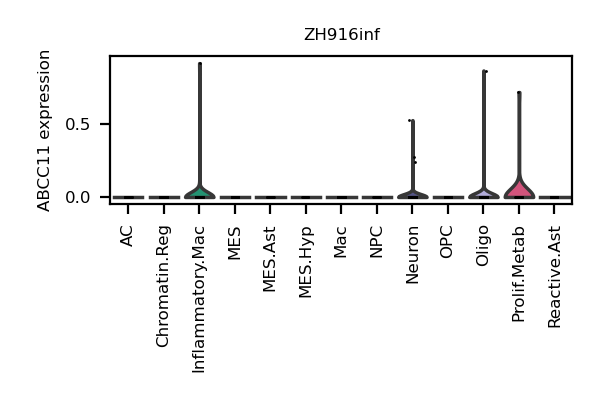 ZH916inf
ABCC11 expression
0.5
0.0
AC
Chromatin.Reg
Inflammatory.Mac
MES
MES.Ast
MES.Hyp
Mac
NPC
Neuron
OPC
Oligo
Prolif.Metab
Reactive.Ast